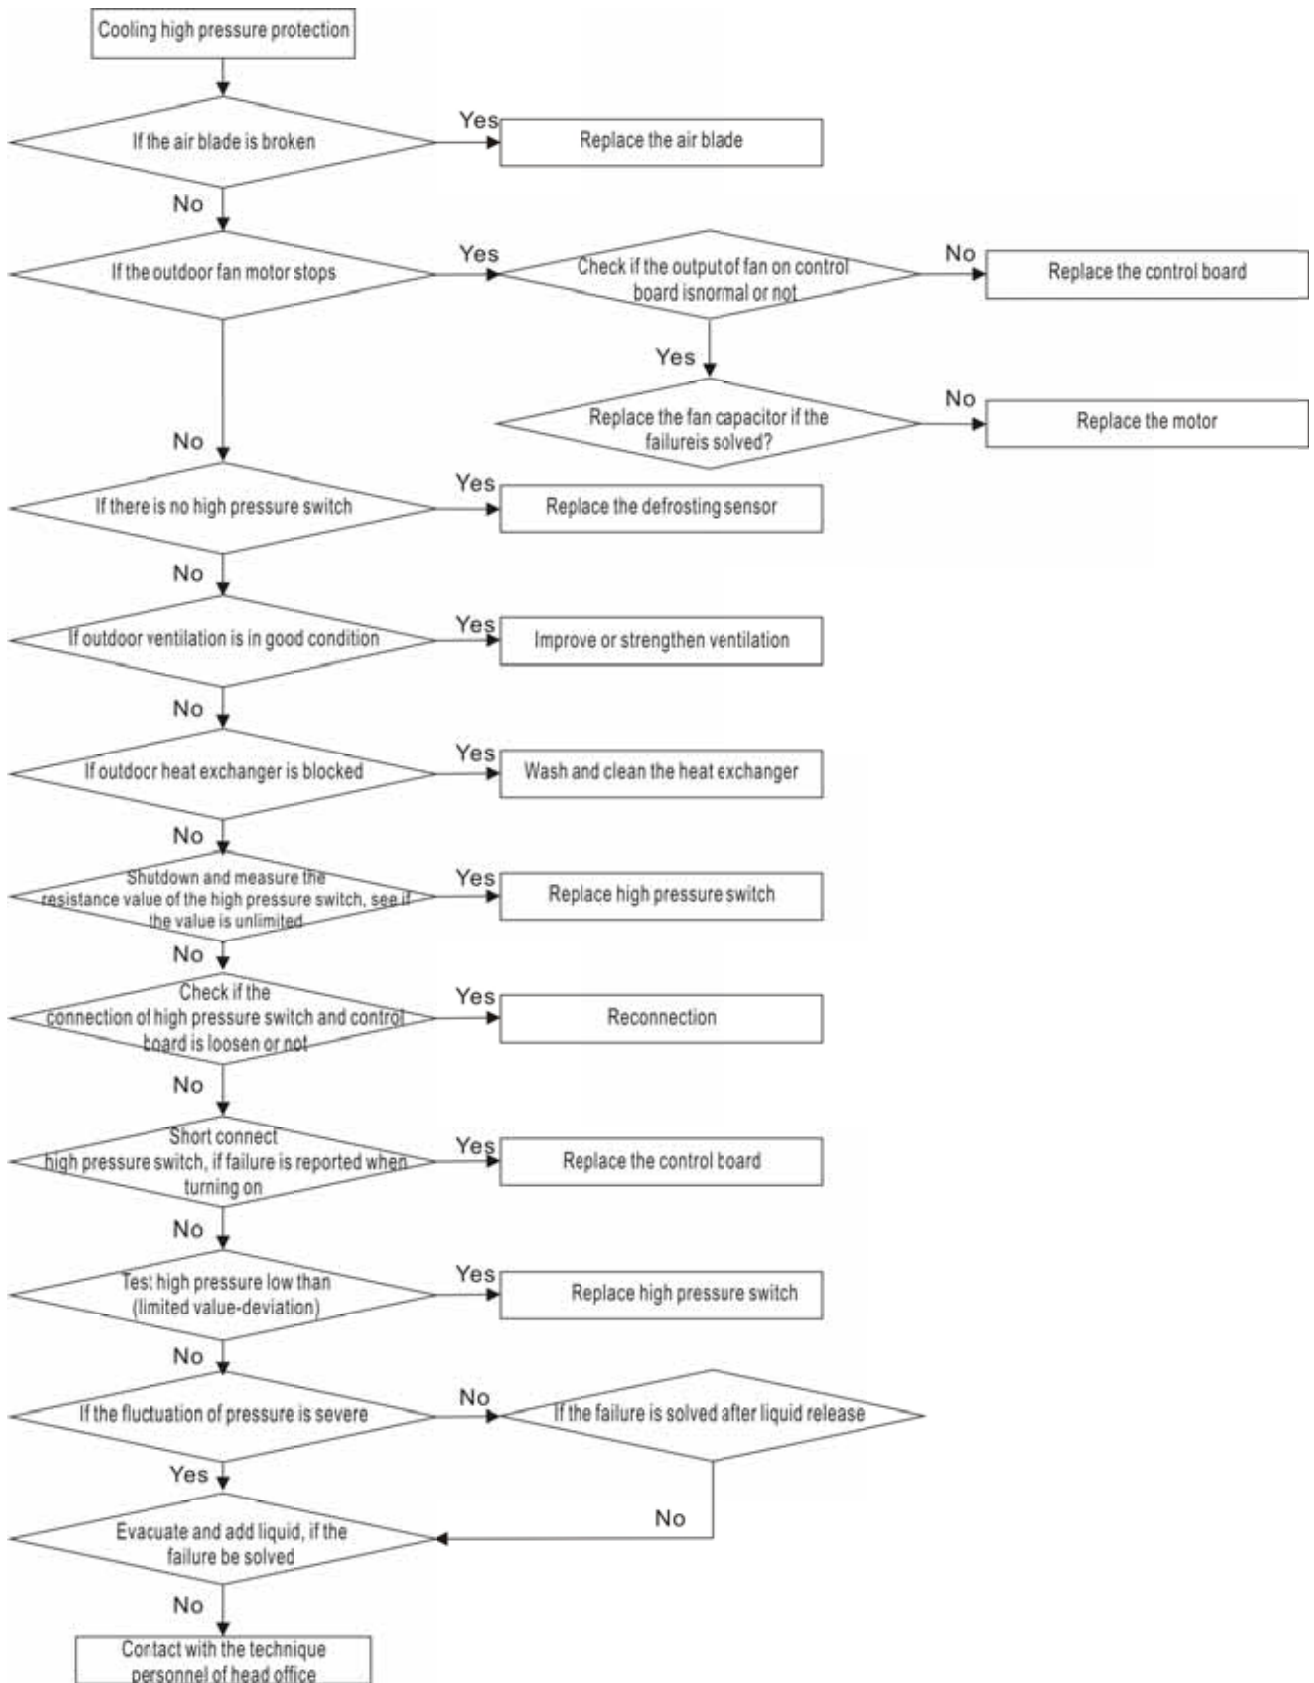 Cooling high pressure protection
If the air blade is broken
Yes
Replace the air blade
No
If the outdoor fan motor stops
Yes
Check if the output of fan on control
board isnormal or not
No
Replace the control board
Yes
Replace the fan capacitor if the
failureis solved?
No
Replace the motor
No
If there is no high pressure switch
Yes
Replace the defrosting sensor
No
If outdoor ventilation is in good condition
Yes
Improve or strengthen ventilation
No
If outdoor heat exchanger is blocked
Yes
Wash and clean the heat exchanger
No
Shutdown and measure the
resistance value of the high pressure switch, see if
the value is unlimited
Yes
Replace high pressure switch
No
Check if the
connection of high pressure switch and control
board is loosen or not
Yes
Reconnection
No
Short connect
high pressure switch, if failure is reported when
turning on
Yes
Replace the control board
No
Test high pressure low than
(limited value-deviation)
Yes
Replace high pressure switch
No
If the fluctuation of pressure is severe
No
If the failure is solved after liquid release
Yes
No
Evacuate and add liquid, if the
failure be solved
No
Contact with the technique
personnel of head office